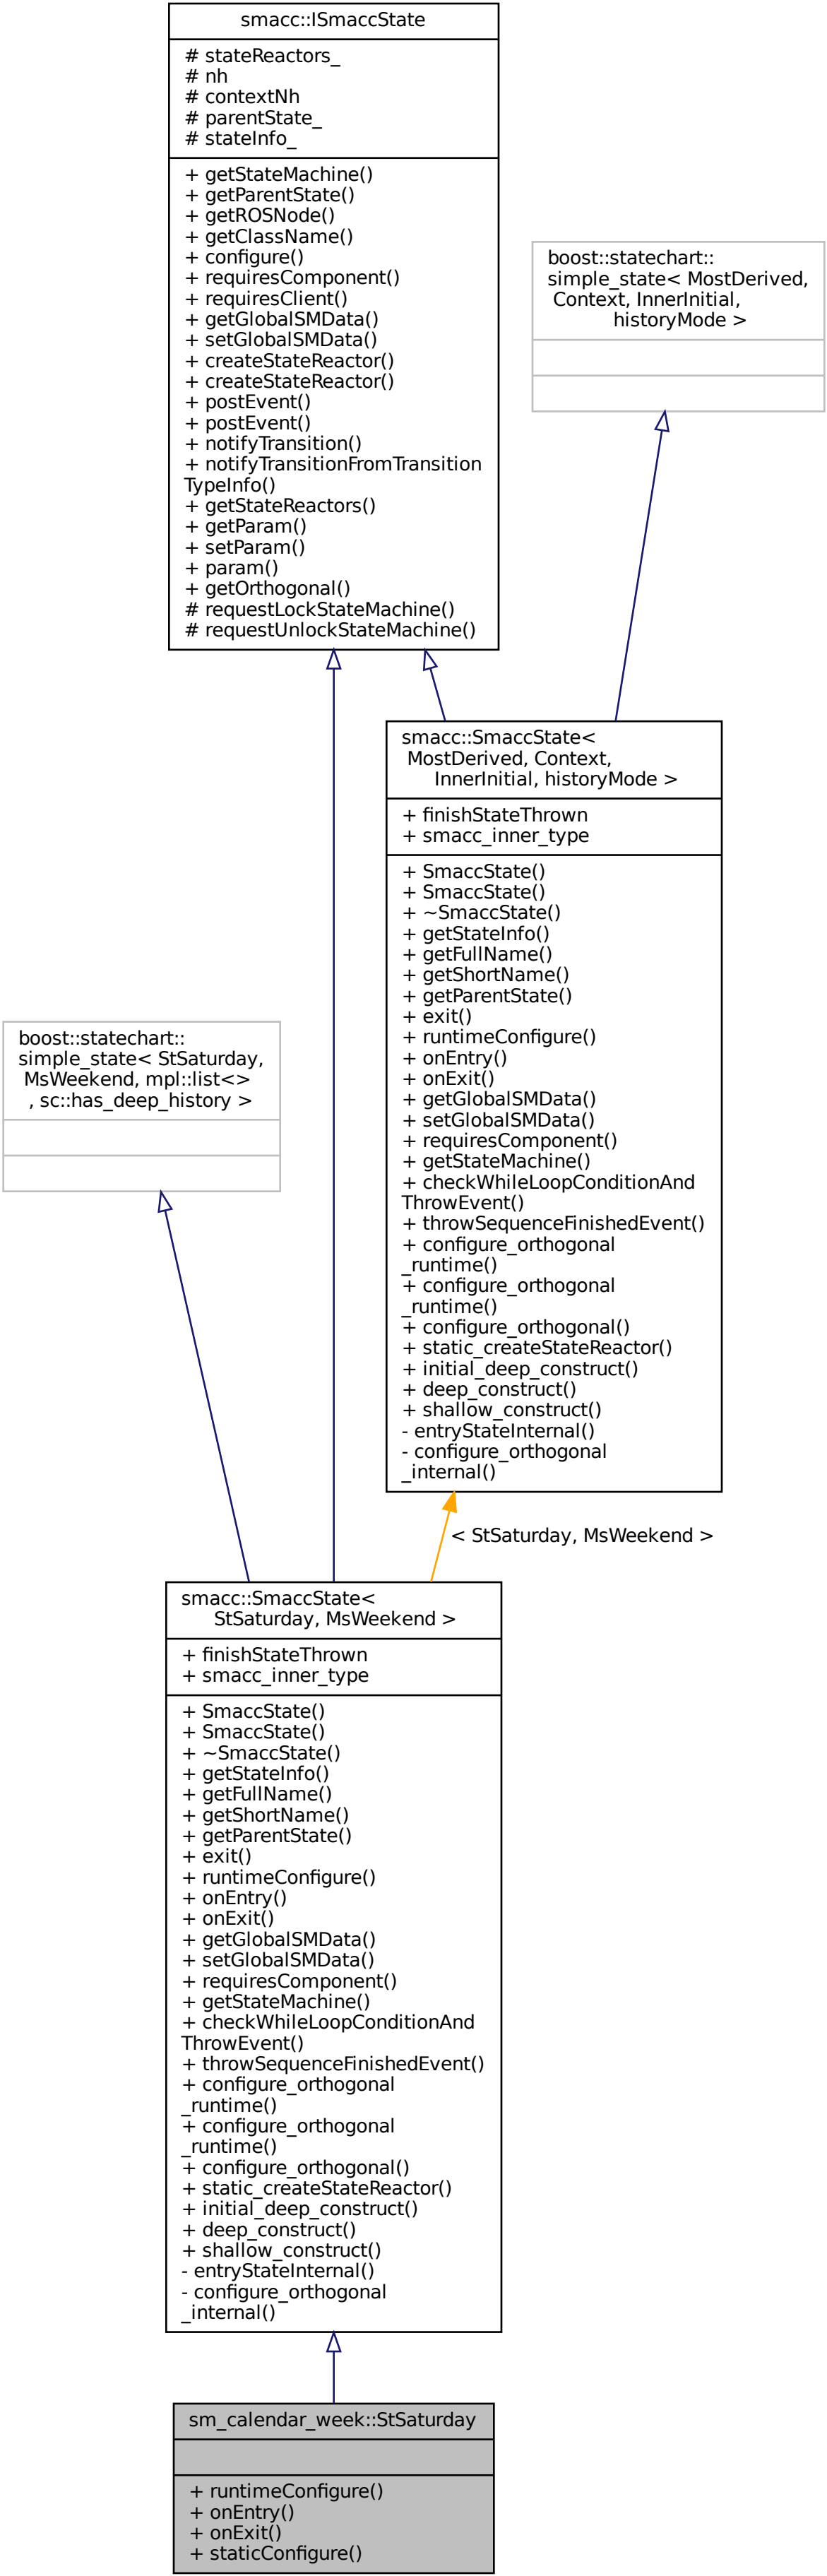 smacc::ISmaccState
# stateReactors_
# nh
# contextNh
# parentState_
# stateInfo_
+ getStateMachine()
+ getParentState()
+ getROSNode()
+ getClassName()
+ configure()
+ requiresComponent()
+ requiresClient()
+ getGlobalSMData()
+ setGlobalSMData()
+ createStateReactor()
+ createStateReactor()
+ postEvent()
+ postEvent()
+ notifyTransition()
+ notifyTransitionFromTransition
TypeInfo()
+ getStateReactors()
+ getParam()
+ setParam()
+ param()
+ getOrthogonal()
# requestLockStateMachine()
# requestUnlockStateMachine()
boost::statechart::
simple_state< MostDerived,
Context, InnerInitial,
historyMode >
smacc::SmaccState<
MostDerived, Context,
InnerInitial, historyMode >
+ finishStateThrown
+ smacc_inner_type
+ SmaccState()
+ SmaccState()
+ ~SmaccState()
+ getStateInfo()
+ getFullName()
+ getShortName()
+ getParentState()
+ exit()
+ runtimeConfigure()
+ onEntry()
+ onExit()
+ getGlobalSMData()
+ setGlobalSMData()
+ requiresComponent()
+ getStateMachine()
+ checkWhileLoopConditionAnd
ThrowEvent()
+ throwSequenceFinishedEvent()
+ configure_orthogonal
_runtime()
+ configure_orthogonal
_runtime()
+ configure_orthogonal()
+ static_createStateReactor()
+ initial_deep_construct()
+ deep_construct()
+ shallow_construct()
- entryStateInternal()
- configure_orthogonal
_internal()
boost::statechart::
simple_state< StSaturday,
MsWeekend, mpl::list<>
, sc::has_deep_history >
< StSaturday, MsWeekend >
smacc::SmaccState<
StSaturday, MsWeekend >
+ finishStateThrown
+ smacc_inner_type
+ SmaccState()
+ SmaccState()
+ ~SmaccState()
+ getStateInfo()
+ getFullName()
+ getShortName()
+ getParentState()
+ exit()
+ runtimeConfigure()
+ onEntry()
+ onExit()
+ getGlobalSMData()
+ setGlobalSMData()
+ requiresComponent()
+ getStateMachine()
+ checkWhileLoopConditionAnd
ThrowEvent()
+ throwSequenceFinishedEvent()
+ configure_orthogonal
_runtime()
+ configure_orthogonal
_runtime()
+ configure_orthogonal()
+ static_createStateReactor()
+ initial_deep_construct()
+ deep_construct()
+ shallow_construct()
- entryStateInternal()
- configure_orthogonal
_internal()
sm_calendar_week::StSaturday
+ runtimeConfigure()
+ onEntry()
+ onExit()
+ staticConfigure()